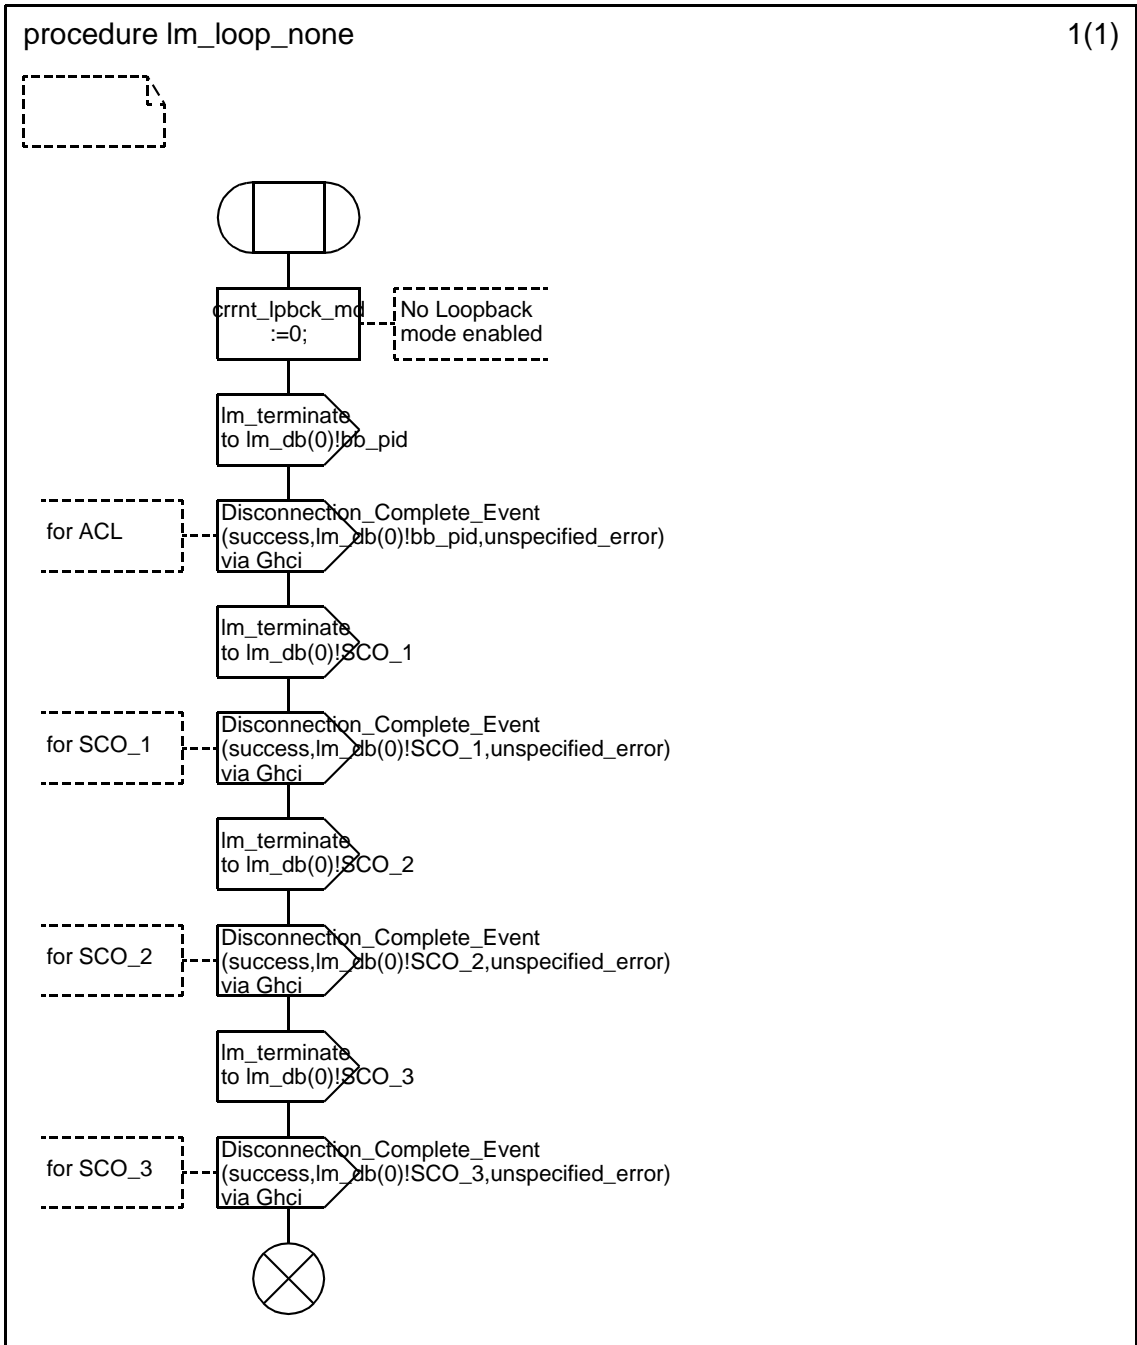 procedure lm_loop_none
1(1)
crrnt_lpbck_md
:=0;
No Loopback
mode enabled
lm_terminate
to lm_db(0)!bb_pid
for ACL
Disconnection_Complete_Event
(success,lm_db(0)!bb_pid,unspecified_error)
via Ghci
lm_terminate
to lm_db(0)!SCO_1
for SCO_1
Disconnection_Complete_Event
(success,lm_db(0)!SCO_1,unspecified_error)
via Ghci
lm_terminate
to lm_db(0)!SCO_2
for SCO_2
Disconnection_Complete_Event
(success,lm_db(0)!SCO_2,unspecified_error)
via Ghci
lm_terminate
to lm_db(0)!SCO_3
for SCO_3
Disconnection_Complete_Event
(success,lm_db(0)!SCO_3,unspecified_error)
via Ghci